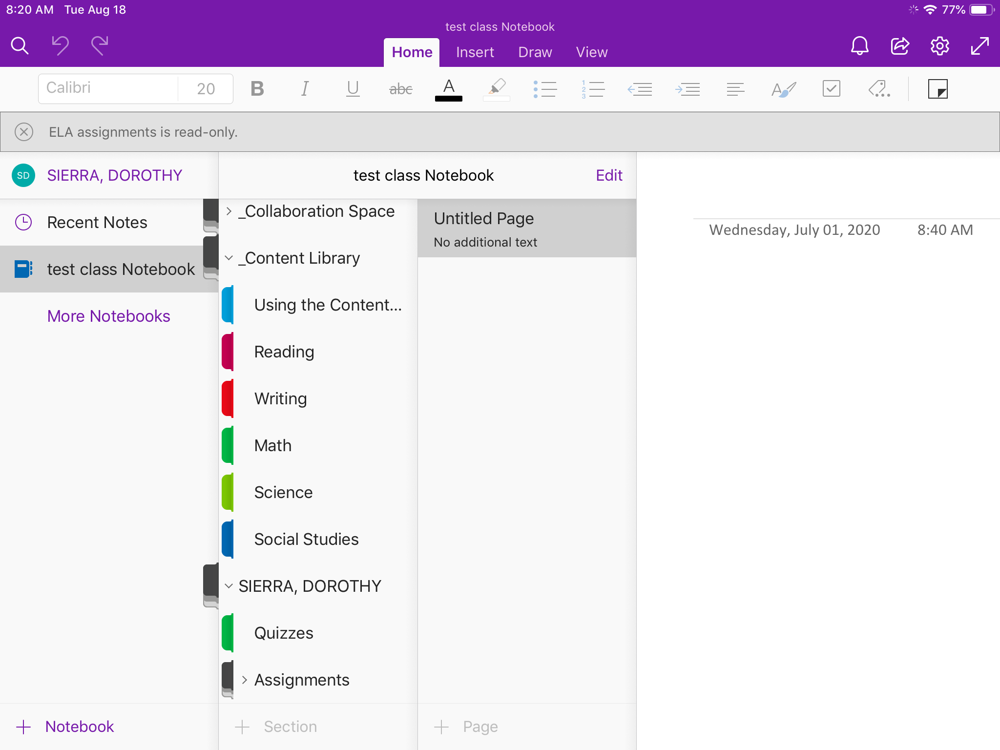 8:20 AM Tue Aug 18
77%
test class Notebook
Home Insert Draw View
Calibri 20 B I U abc A 1 2 3 A
ELA assignments is read-only.
SD SIERRA, DOROTHY
test class Notebook Edit
Recent Notes
test class Notebook
More Notebooks
_Collaboration Space
_Content Library
Using the Content...
Reading
Writing
Math
Science
Social Studies
SIERRA, DOROTHY
Quizzes
Assignments
Untitled Page
No additional text
Wednesday, July 01, 2020 8:40 AM
Notebook
Section
Page